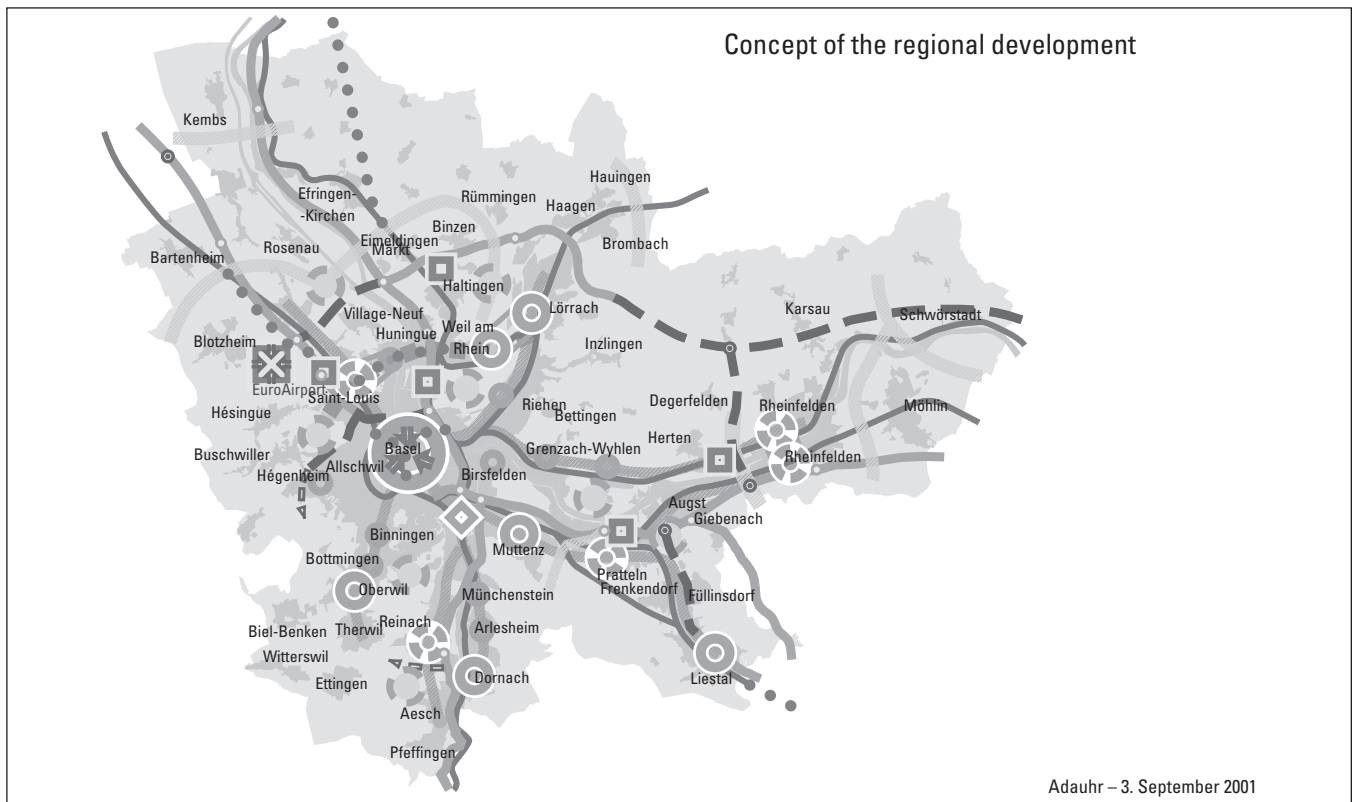 Concept of the regional development
Kembs
Hauingen
Efringen-
-Kirchen
Rümmingen
Haagen
Binzen
Rosenau
Eimeldingen
Märkt
Brombach
Bartenheim
Haltingen
Lörrach
Karsau
Village-Neuf
Schwörstadt
Huningue
Weil am
Rhein
Blotzheim
Inzlingen
EuroAirport
Saint-Louis
Hésingue
Riehen
Bettingen
Degerfelden
Rheinfelden
Möhlin
Buschwiller
Basel
Grenzach-Wyhlen
Herten
Rheinfelden
Allschwil
Hégenheim
Birsfelden
Augst
Giebenach
Binningen
Muttenz
Bottmingen
Pratteln
Frenkendorf
Füllinsdorf
Oberwil
Münchenstein
Biel-Benken
Therwil
Reinach
Arlesheim
Witterswil
Ettingen
Dornach
Liestal
Aesch
Pfeffingen
Adauhr – 3. September 2001